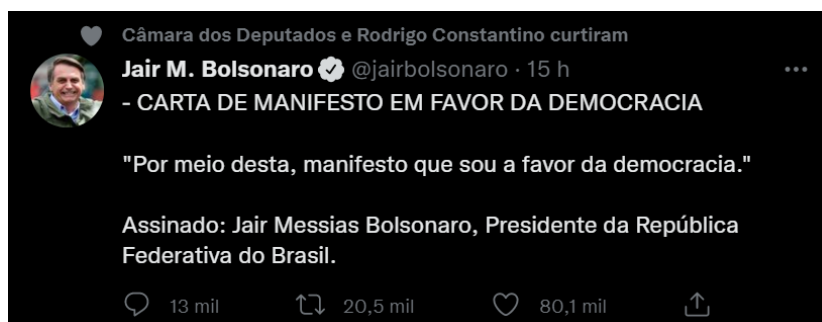 Câmara dos Deputados e Rodrigo Constantino curtiram
Jair M. Bolsonaro @jairbolsonaro · 15 h
- CARTA DE MANIFESTO EM FAVOR DA DEMOCRACIA
"Por meio desta, manifesto que sou a favor da democracia."
Assinado: Jair Messias Bolsonaro, Presidente da República
Federativa do Brasil.
13 mil 20,5 mil 80,1 mil